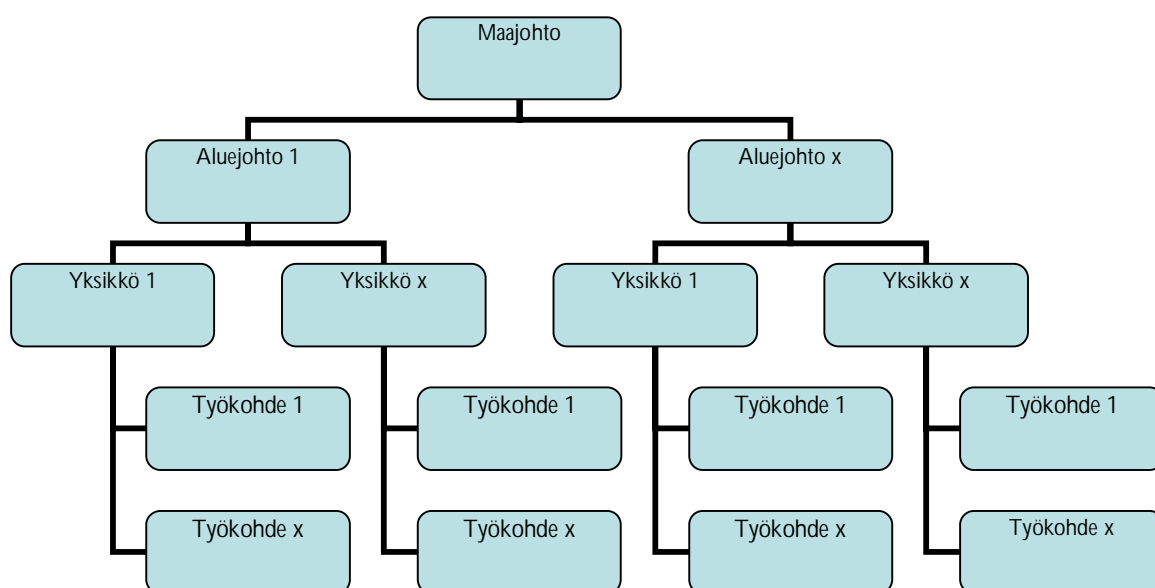 Maajohto
Aluejohto 1
Aluejohto x
Yksikkö 1
Yksikkö x
Yksikkö 1
Yksikkö x
Työkohde 1
Työkohde 1
Työkohde 1
Työkohde 1
Työkohde x
Työkohde x
Työkohde x
Työkohde x